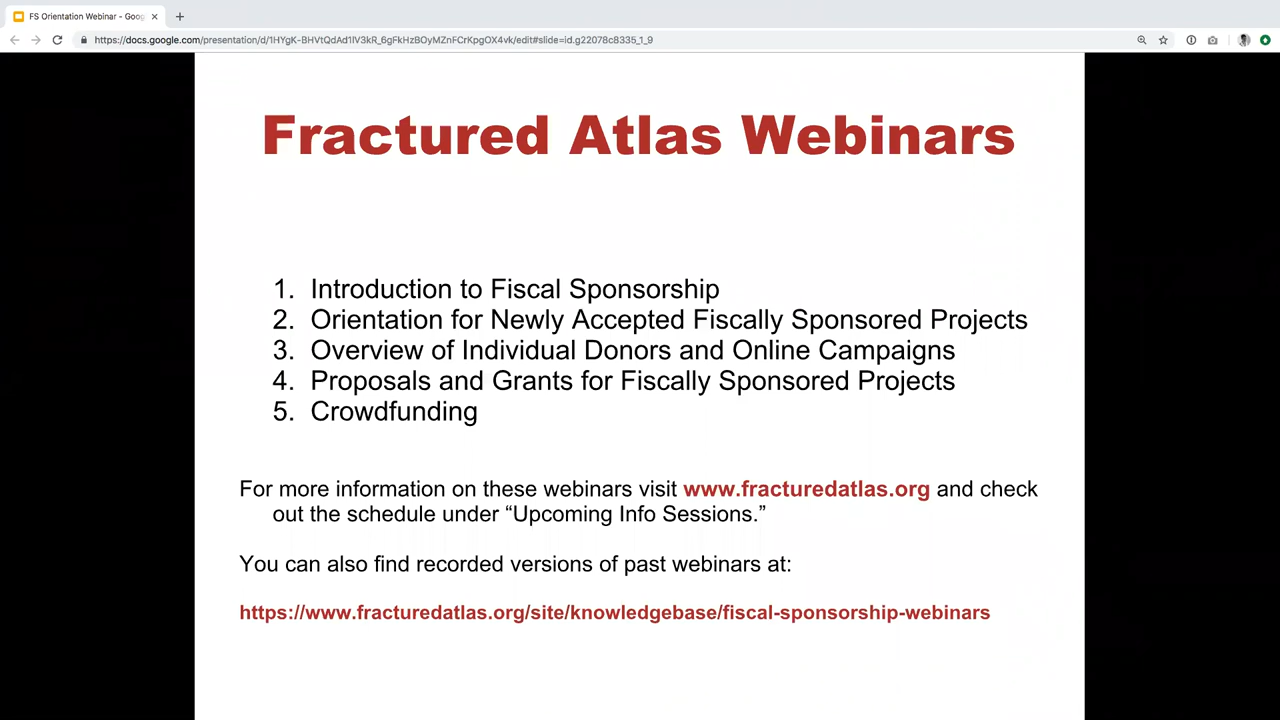 FS Orientation Webinar - Goog
https://docs.google.com/presentation/d/1HYgK-BHVtQdAd1lV3kR_6gFkHzBOyMZnFCrKpgOX4vk/edit#slide=id.g22078c8335_1_9
Fractured Atlas Webinars
1. Introduction to Fiscal Sponsorship
2. Orientation for Newly Accepted Fiscally Sponsored Projects
3. Overview of Individual Donors and Online Campaigns
4. Proposals and Grants for Fiscally Sponsored Projects
5. Crowdfunding
For more information on these webinars visit www.fracturedatlas.org and check
out the schedule under “Upcoming Info Sessions.”
You can also find recorded versions of past webinars at:
https://www.fracturedatlas.org/site/knowledgebase/fiscal-sponsorship-webinars